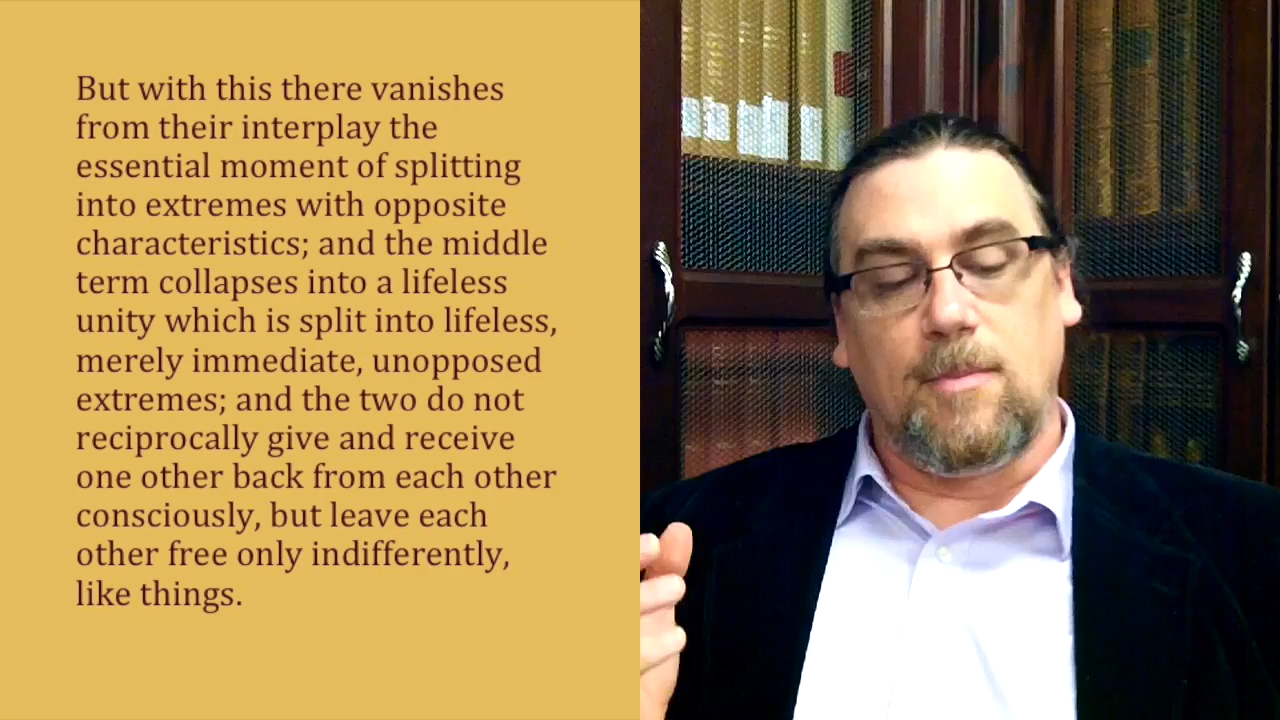 But with this there vanishes
from their interplay the
essential moment of splitting
into extremes with opposite
characteristics; and the middle
term collapses into a lifeless
unity which is split into lifeless,
merely immediate, unopposed
extremes; and the two do not
reciprocally give and receive
one other back from each other
consciously, but leave each
other free only indifferently,
like things.